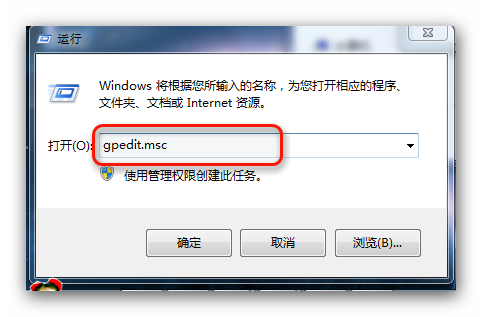 运行
Windows 将根据您所输入的名称，为您打开相应的程序、
文件夹、文档或 Internet 资源。
打开(O):
gpedit.msc
使用管理权限创建此任务。
确定
取消
浏览(B)...